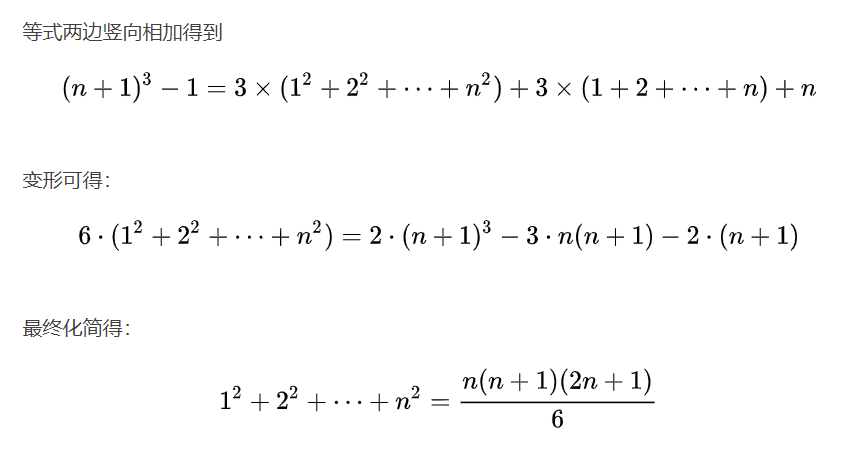 等式两边竖向相加得到
(n + 1)³ − 1 = 3 × (1² + 2² + ⋯ + n²) + 3 × (1 + 2 + ⋯ + n) + n
变形可得：
6 · (1² + 2² + ⋯ + n²) = 2 · (n + 1)³ − 3 · n(n + 1) − 2 · (n + 1)
最终化简得：
1² + 2² + ⋯ + n² = n(n + 1)(2n + 1) / 6